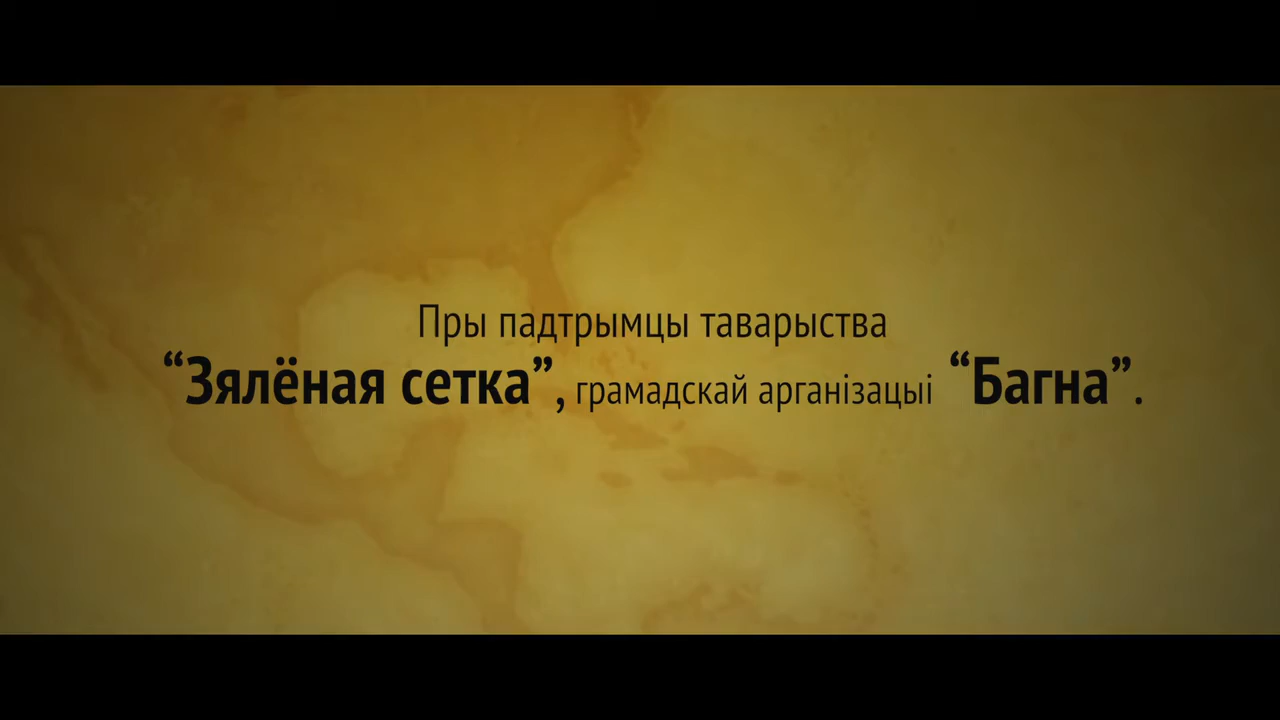 Пры падтрымцы таварыства
“Зялёная сетка”, грамадскай арганізацыі “Багна”.